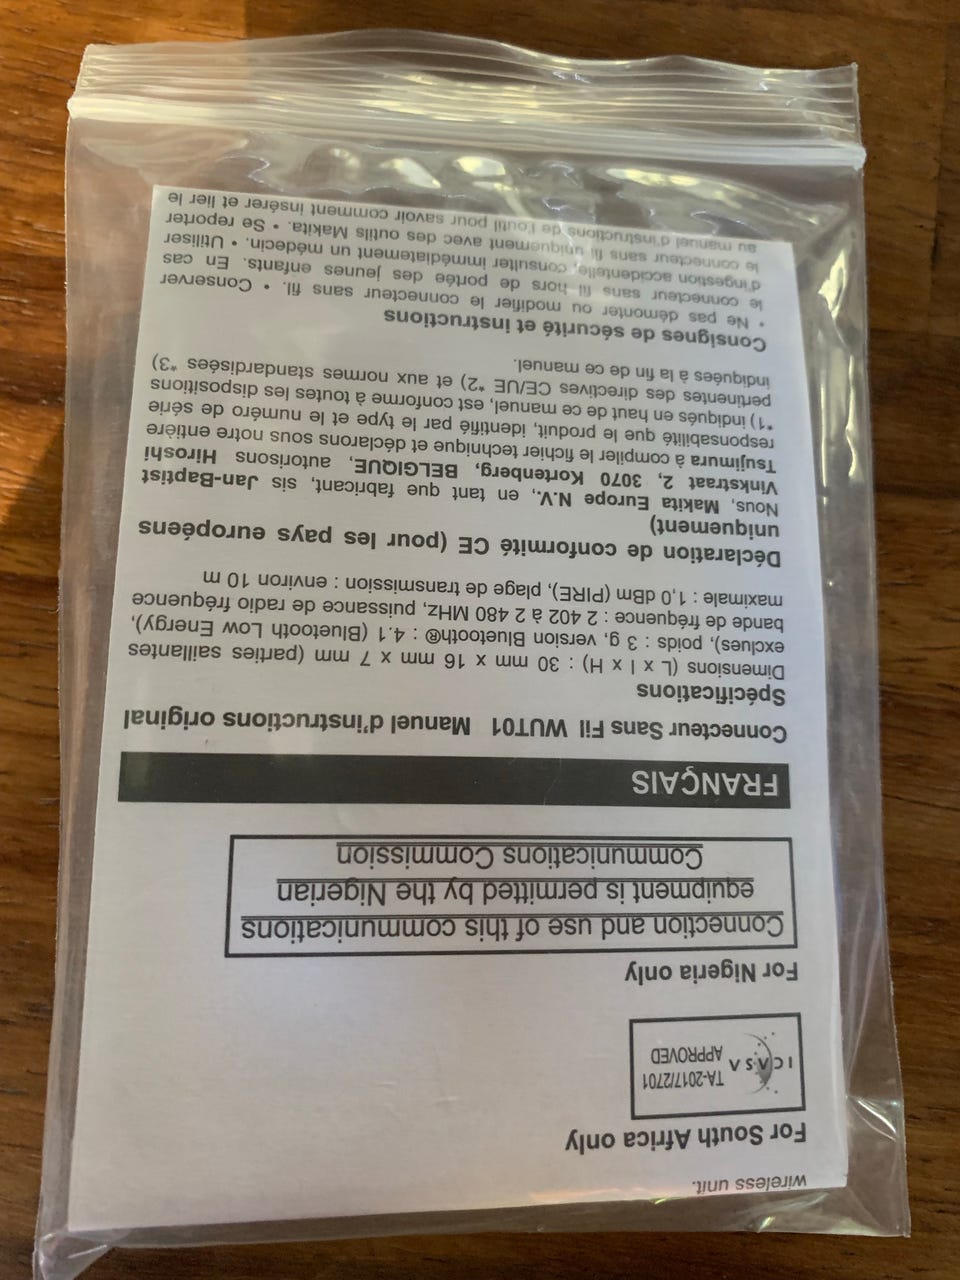 wireless unit.
For South Africa only
ICASA
TA-2017/2701
APPROVED
For Nigeria only
Connection and use of this communications
equipment is permitted by the Nigerian
Communications Commission
FRANÇAIS
Connecteur Sans Fil WUT01 Manuel d'instructions original
Spécifications
Dimensions (L x l x H) : 30 mm x 16 mm x 7 mm (parties saillantes
exclues), poids : 3 g, version Bluetooth® : 4.1 (Bluetooth Low Energy),
bande de fréquence : 2 402 à 2 480 MHz, puissance de radio fréquence
maximale : 1,0 dBm (PIRE), plage de transmission : environ 10 m
Déclaration de conformité CE (pour les pays européens
uniquement)
Nous, Makita Europe N.V., en tant que fabricant, sis Jan-Baptist
Vinkstraat 2, 3070 Kortenberg, BELGIQUE, autorisons Hiroshi
Tsujimura à compiler le fichier technique et déclarons sous notre entière
responsabilité que le produit, identifié par le type et le numéro de série
*1) indiqués en haut de ce manuel, est conforme à toutes les dispositions
pertinentes des directives CE/UE *2) et aux normes standardisées *3)
indiquées à la fin de ce manuel.
Consignes de sécurité et instructions
• Ne pas démonter ou modifier le connecteur sans fil. • Conserver
le connecteur sans fil hors de portée des jeunes enfants. En cas
d'ingestion accidentelle, consulter immédiatement un médecin. • Utiliser
le connecteur sans fil uniquement avec des outils Makita. • Se reporter
au manuel d'instructions de l'outil pour savoir comment insérer et lier le